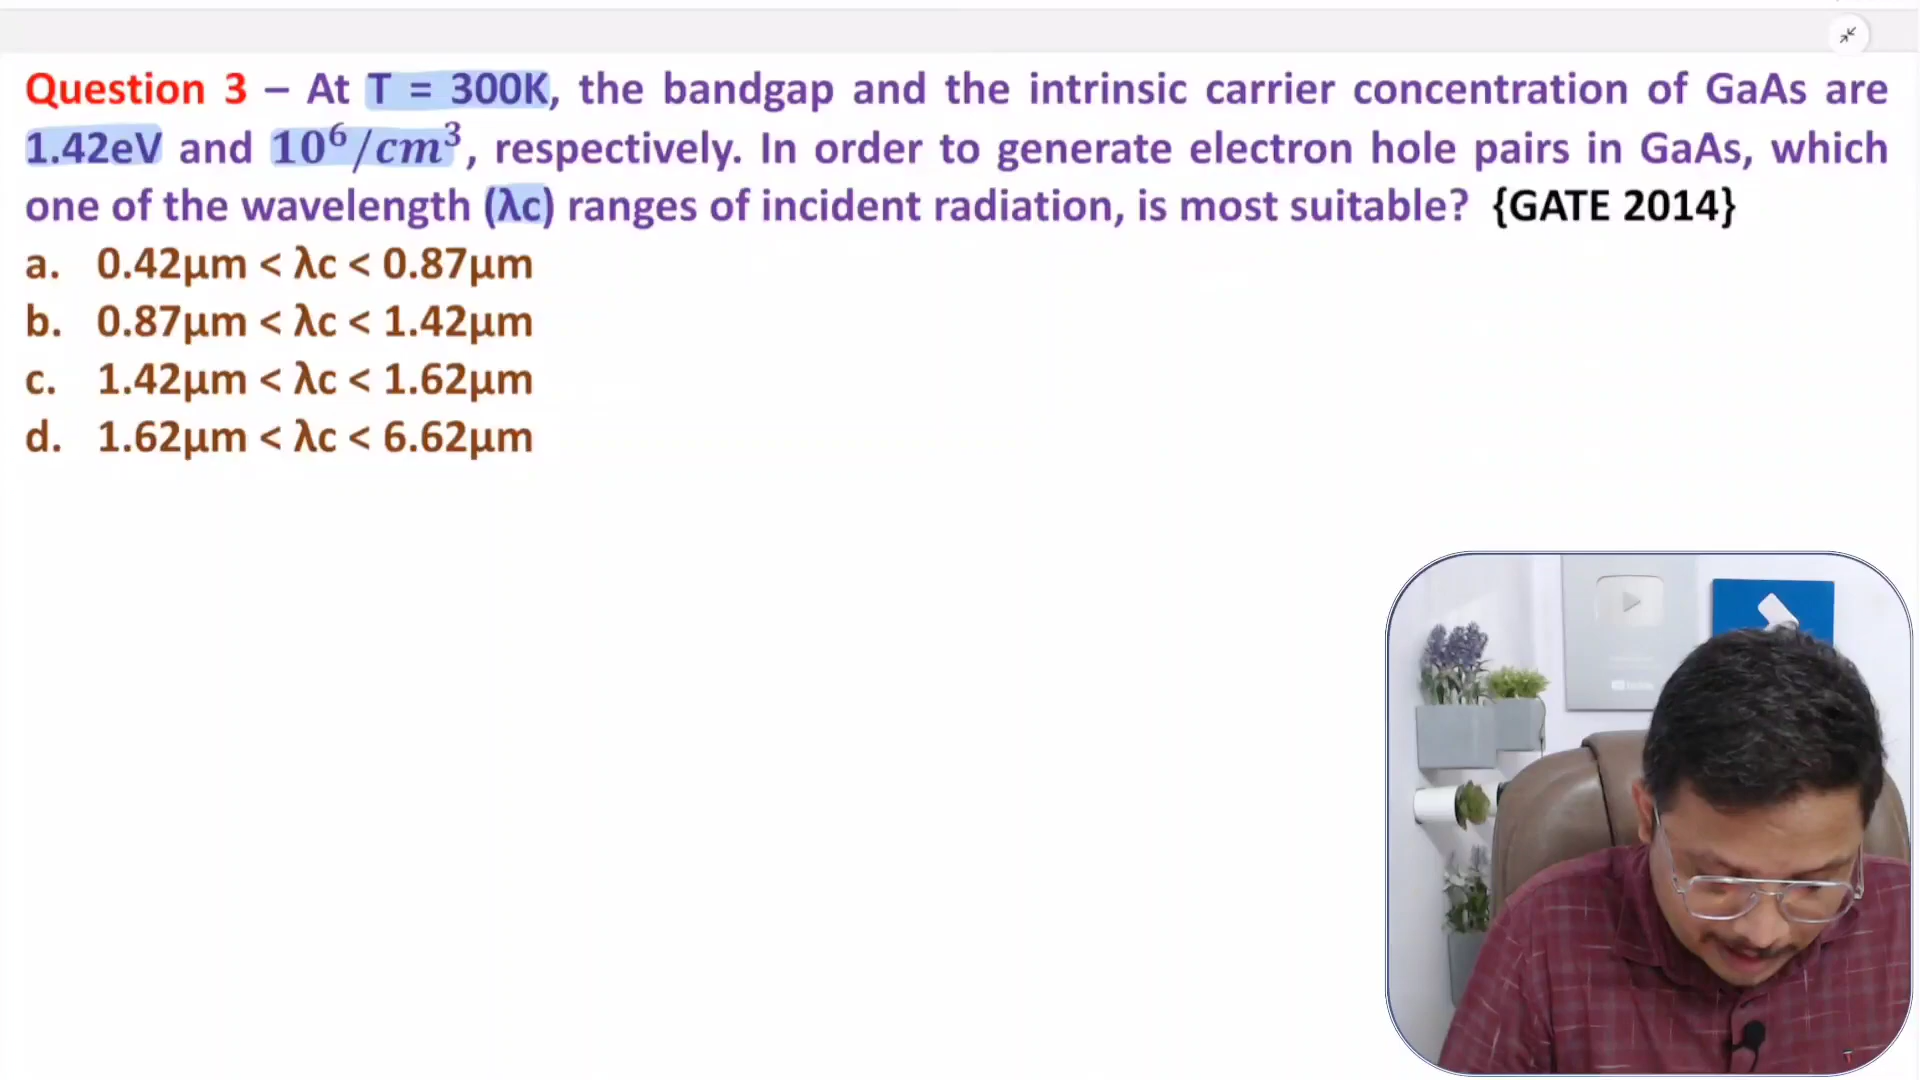 Question 3 – At T = 300K, the bandgap and the intrinsic carrier concentration of GaAs are
1.42eV and 10⁶/cm³, respectively. In order to generate electron hole pairs in GaAs, which
one of the wavelength (λc) ranges of incident radiation, is most suitable? {GATE 2014}
a. 0.42μm < λc < 0.87μm
b. 0.87μm < λc < 1.42μm
c. 1.42μm < λc < 1.62μm
d. 1.62μm < λc < 6.62μm